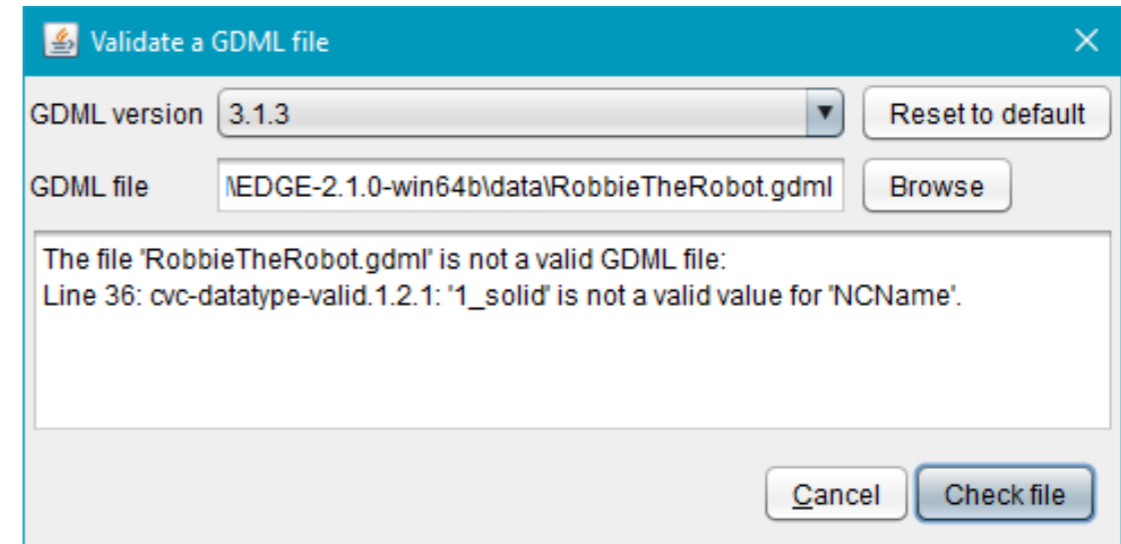 Validate a GDML file
GDML version 3.1.3 Reset to default
GDML file \EDGE-2.1.0-win64b\data\RobbieTheRobot.gdml Browse
The file 'RobbieTheRobot.gdml' is not a valid GDML file:
Line 36: cvc-datatype-valid.1.2.1: '1_solid' is not a valid value for 'NCName'.
Cancel Check file